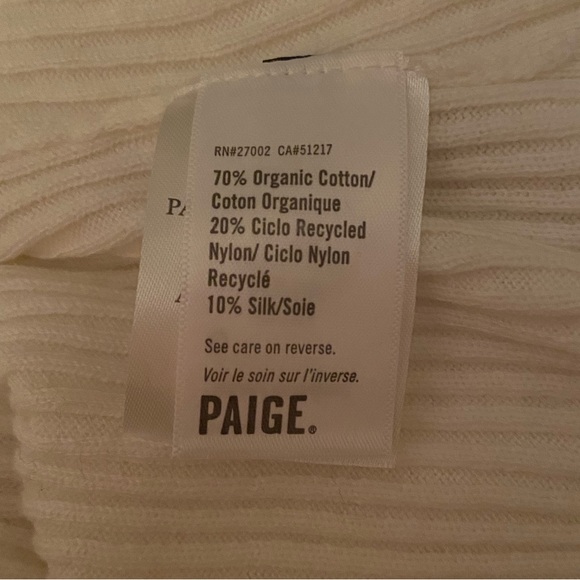 RN#27002 CA#51217
70% Organic Cotton/
Coton Organique
20% Ciclo Recycled
Nylon/ Ciclo Nylon
Recyclé
10% Silk/Soie
See care on reverse.
Voir le soin sur l'inverse.
PAIGE®